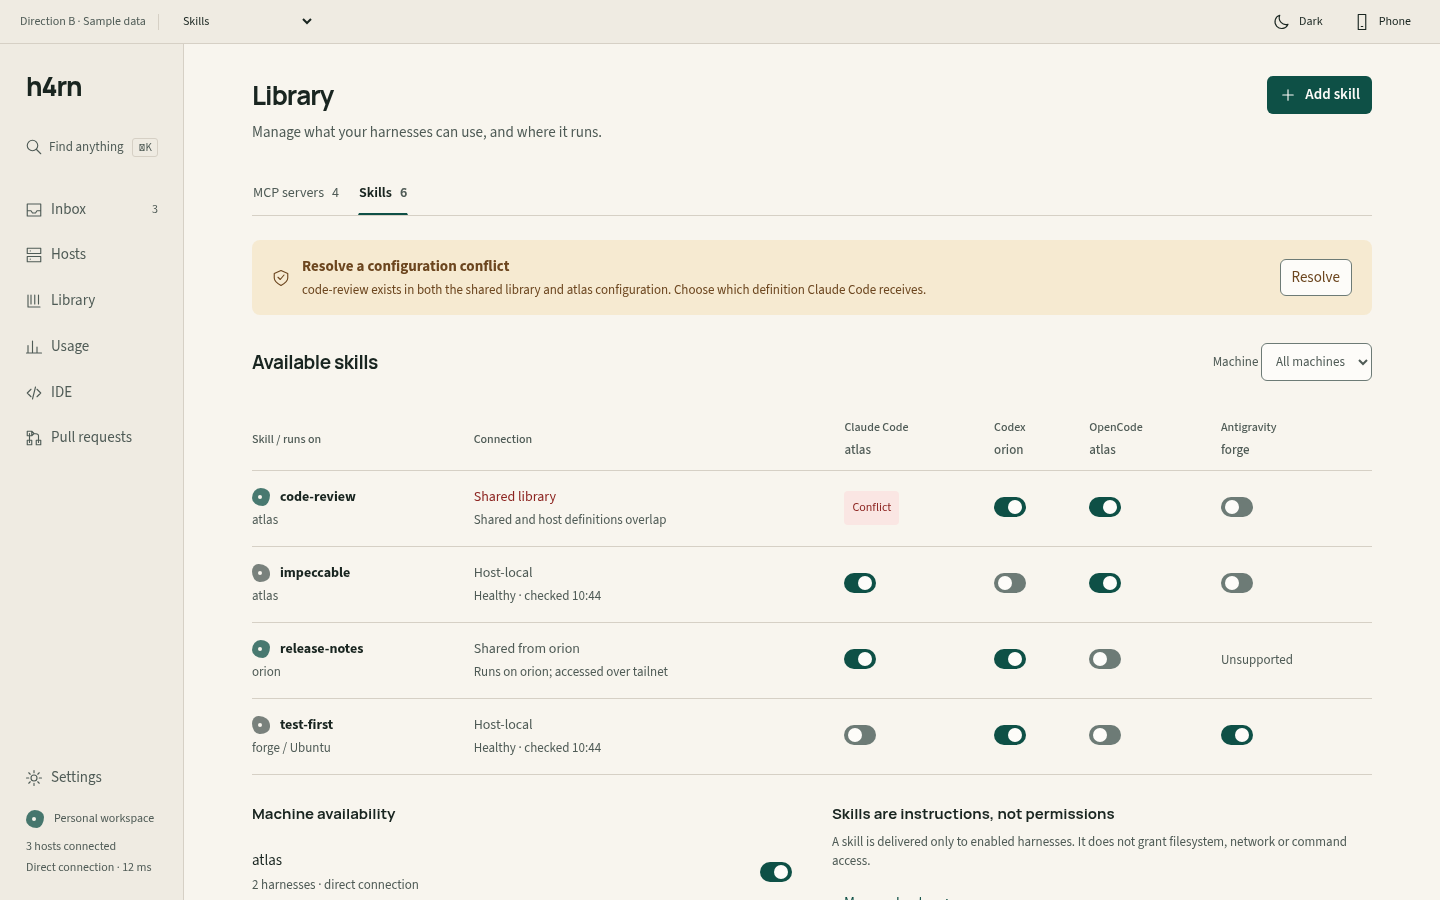 Direction B · Sample data
Skills
Dark
Phone
h4rn
Find anything
K
Inbox 3
Hosts
Library
Usage
IDE
Pull requests
Settings
Personal workspace
3 hosts connected
Direct connection · 12 ms
Library
Add skill
Manage what your harnesses can use, and where it runs.
MCP servers 4 Skills 6
Resolve a configuration conflict
code-review exists in both the shared library and atlas configuration. Choose which definition Claude Code receives.
Resolve
Available skills
Machine All machines
Skill / runs on Connection Claude Code Codex OpenCode Antigravity
atlas orion atlas forge
code-review Shared library
atlas Shared and host definitions overlap
Conflict
impeccable Host-local
atlas Healthy · checked 10:44
release-notes Shared from orion
orion Runs on orion; accessed over tailnet
Unsupported
test-first Host-local
forge / Ubuntu Healthy · checked 10:44
Machine availability
atlas
2 harnesses · direct connection
Skills are instructions, not permissions
A skill is delivered only to enabled harnesses. It does not grant filesystem, network or command
access.